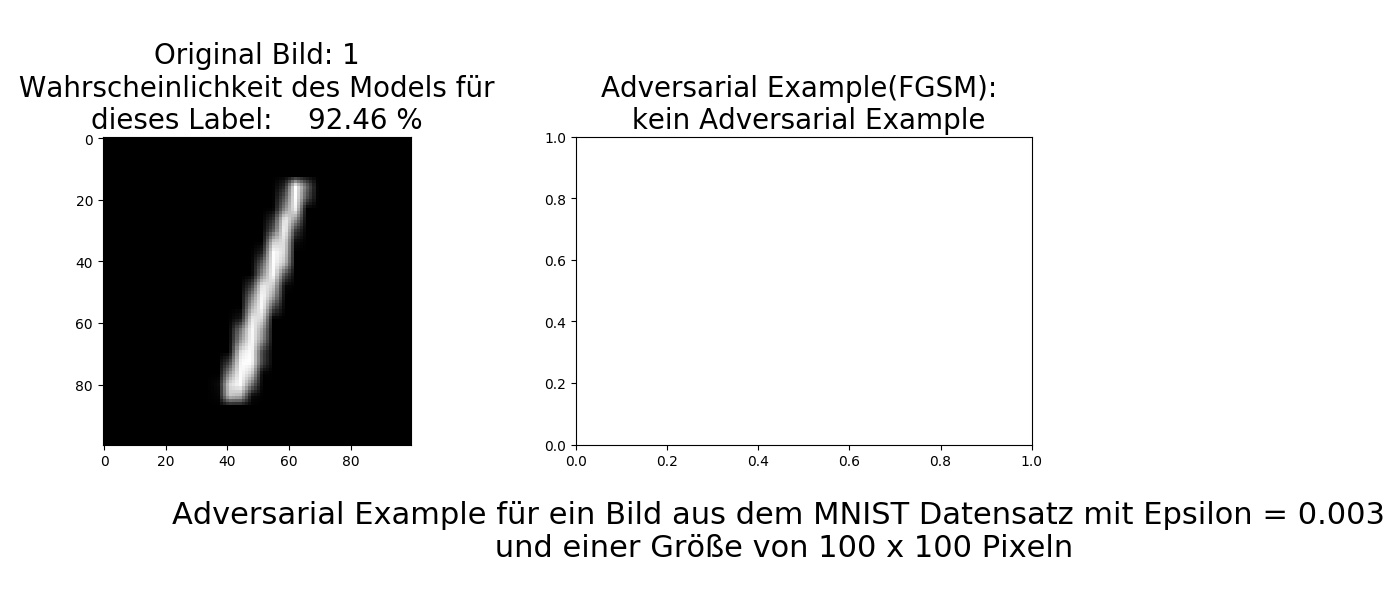 Original Bild: 1
Wahrscheinlichkeit des Models für
dieses Label: 92.46 %
Adversarial Example(FGSM):
kein Adversarial Example
0
20
40
60
80
0 20 40 60 80
1.0
0.8
0.6
0.4
0.2
0.0
0.0 0.2 0.4 0.6 0.8 1.0
Adversarial Example für ein Bild aus dem MNIST Datensatz mit Epsilon = 0.003
und einer Größe von 100 x 100 Pixeln